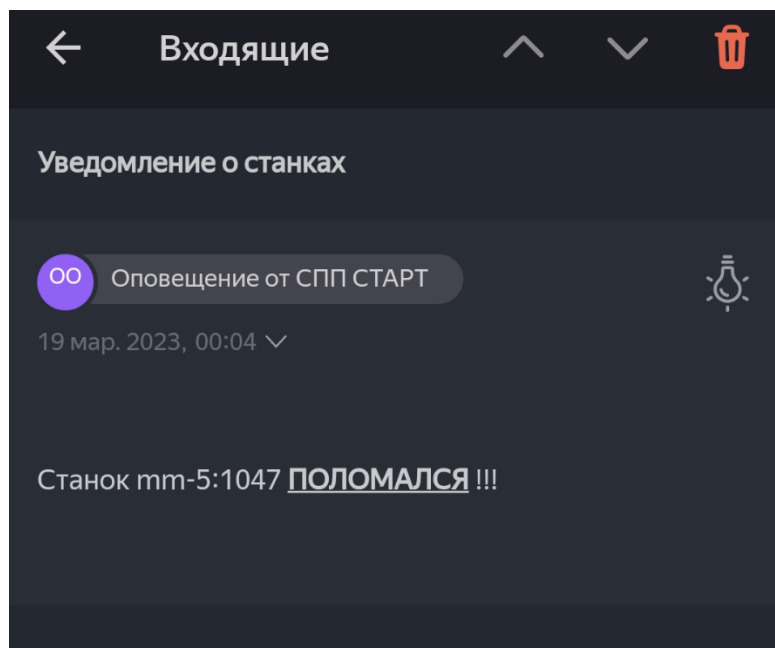 Входящие
Уведомление о станках
ОО Оповещение от СПП СТАРТ
19 мар. 2023, 00:04
Станок mm-5:1047 ПОЛОМАЛСЯ !!!